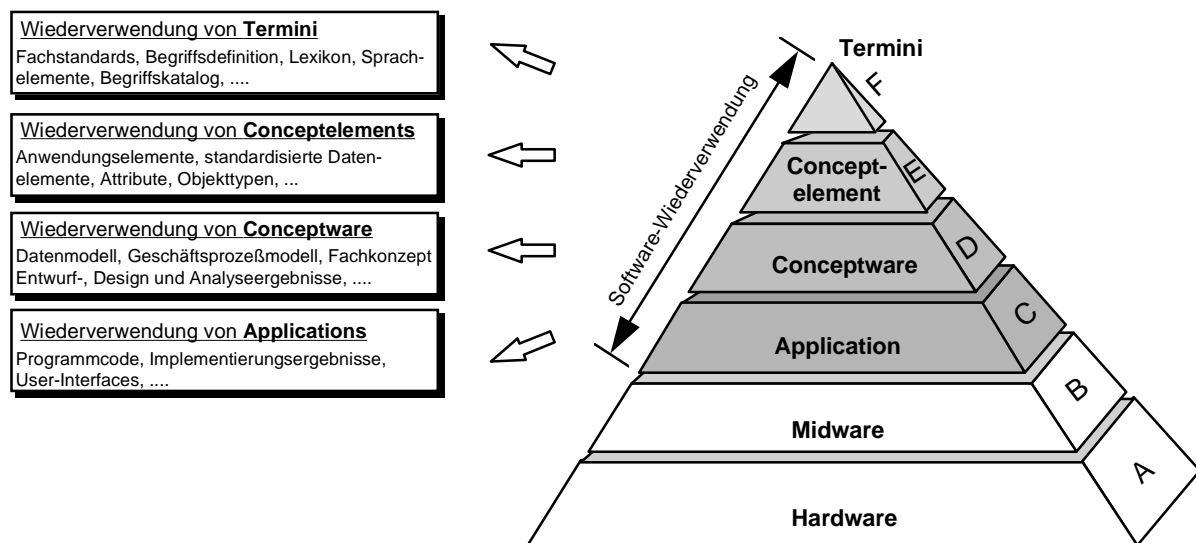 Wiederverwendung von Termini
Fachstandards, Begriffsdefinition, Lexikon, Sprach-
elemente, Begriffskatalog, ....
Wiederverwendung von Conceptelements
Anwendungselemente, standardisierte Daten-
elemente, Attribute, Objekttypen, ...
Wiederverwendung von Conceptware
Datenmodell, Geschäftsprozeßmodell, Fachkonzept
Entwurf-, Design und Analyseergebnisse, ....
Wiederverwendung von Applications
Programmcode, Implementierungsergebnisse,
User-Interfaces, ....
Software-Wiederverwendung
Termini
F
Concept-
element
E
Conceptware
D
Application
C
Midware
B
Hardware
A